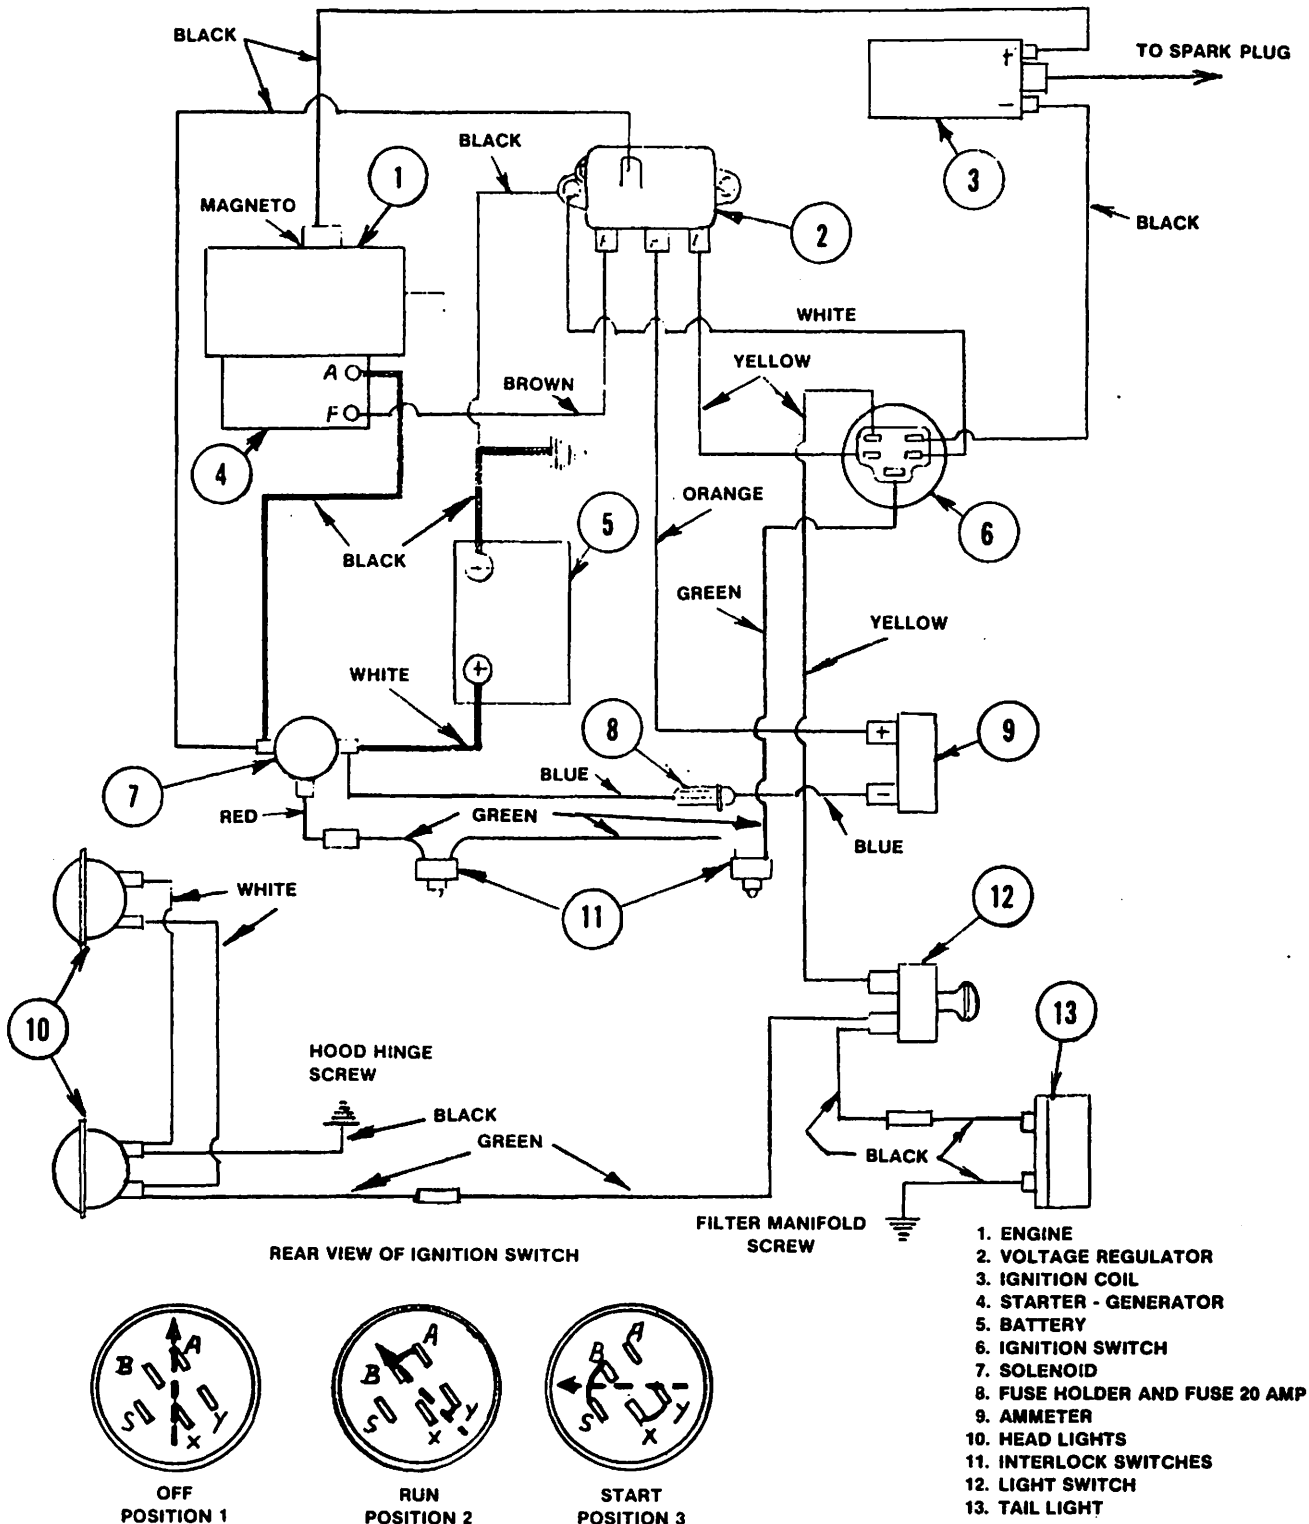 BLACK
+
TO SPARK PLUG
−
BLACK
1
3
MAGNETO
2
BLACK
WHITE
A
YELLOW
BROWN
F
4
ORANGE
5
6
BLACK
−
GREEN
YELLOW
+
WHITE
8
9
+
7
BLUE
−
RED
GREEN
BLUE
WHITE
11
12
10
13
HOOD HINGE
SCREW
BLACK
GREEN
BLACK
FILTER MANIFOLD
SCREW
REAR VIEW OF IGNITION SWITCH
1. ENGINE
2. VOLTAGE REGULATOR
3. IGNITION COIL
4. STARTER - GENERATOR
5. BATTERY
6. IGNITION SWITCH
7. SOLENOID
8. FUSE HOLDER AND FUSE 20 AMP
9. AMMETER
10. HEAD LIGHTS
11. INTERLOCK SWITCHES
12. LIGHT SWITCH
13. TAIL LIGHT
B A S X Y
B A S X Y
B A S X Y
OFF
POSITION 1
RUN
POSITION 2
START
POSITION 3